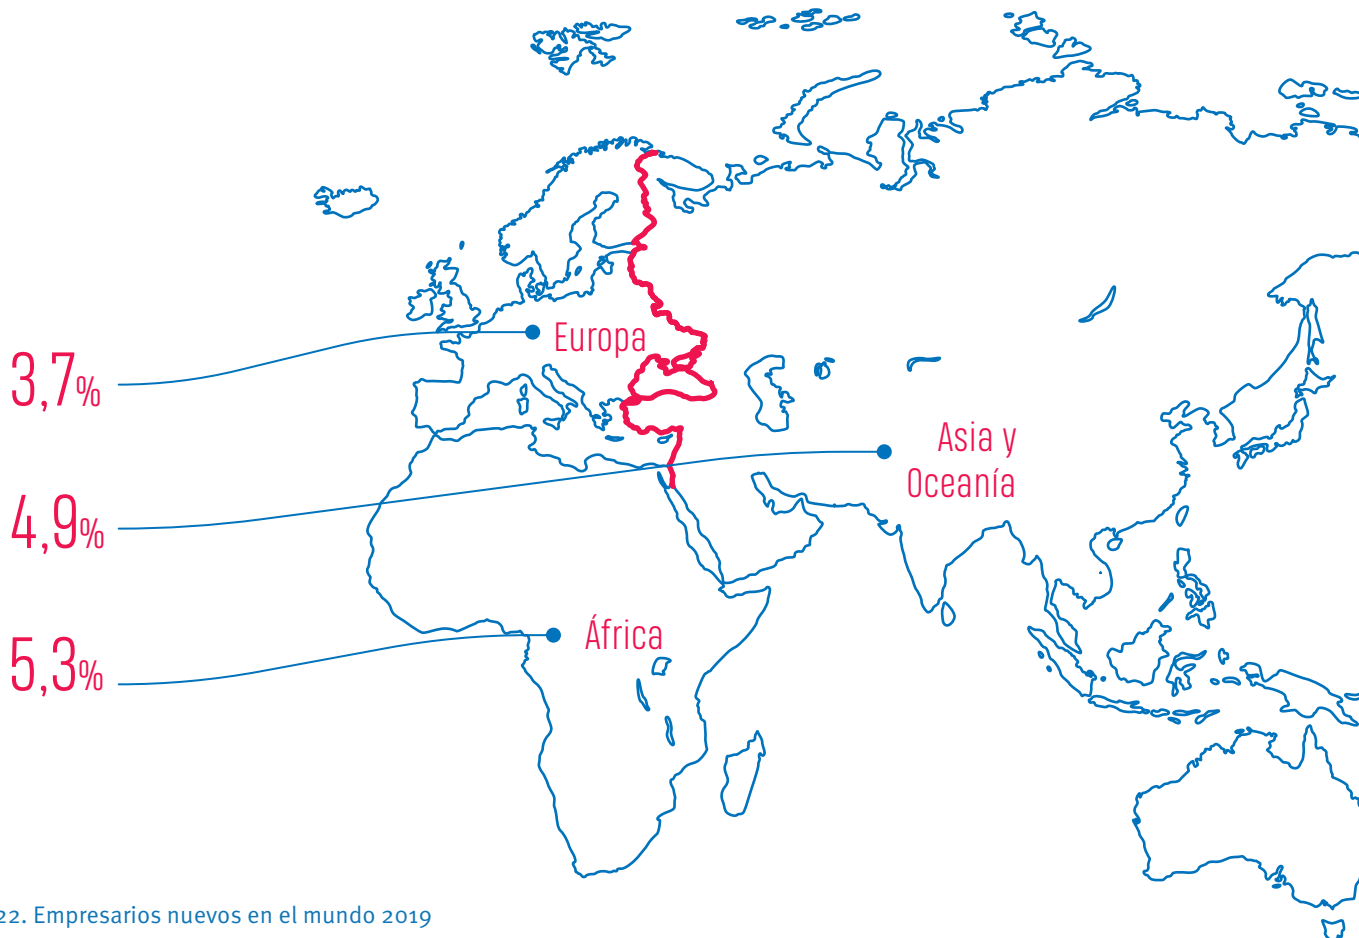 Europa
3,7%
Asia y
Oceanía
4,9%
África
5,3%
22. Empresarios nuevos en el mundo 2019